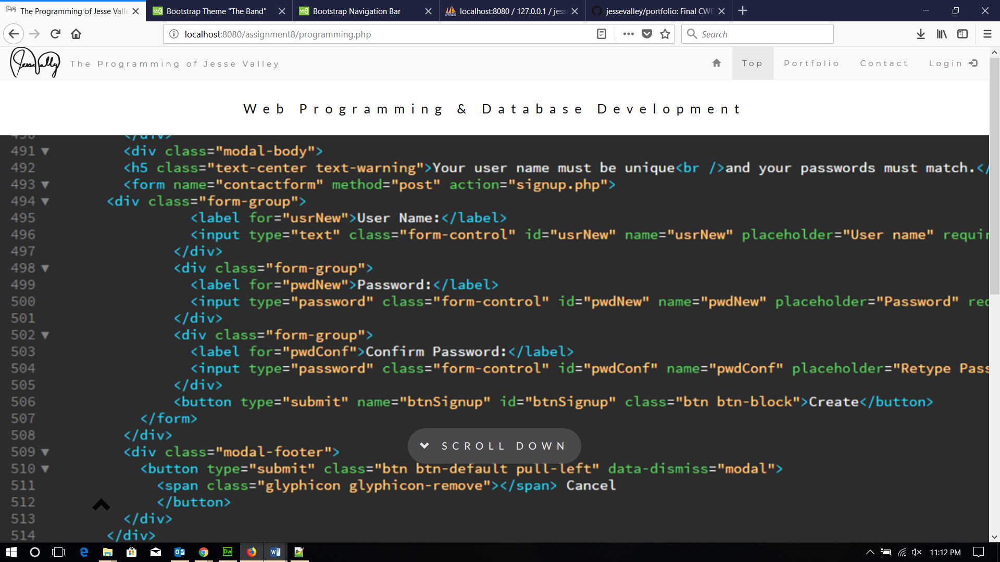 The Programming of Jesse Valle
Bootstrap Theme "The Band"
Bootstrap Navigation Bar
localhost:8080 / 127.0.0.1 / jess
jessevalley/portfolio: Final CWE
localhost:8080/assignment8/programming.php
Search
The Programming of Jesse Valley
Top
Portfolio
Contact
Login
Web Programming & Database Development
490 </div>
491 <div class="modal-body">
492 <h5 class="text-center text-warning">Your user name must be unique<br />and your passwords must match.</
493 <form name="contactform" method="post" action="signup.php">
494 <div class="form-group">
495 <label for="usrNew">User Name:</label>
496 <input type="text" class="form-control" id="usrNew" name="usrNew" placeholder="User name" requir
497 </div>
498 <div class="form-group">
499 <label for="pwdNew">Password:</label>
500 <input type="password" class="form-control" id="pwdNew" name="pwdNew" placeholder="Password" req
501 </div>
502 <div class="form-group">
503 <label for="pwdConf">Confirm Password:</label>
504 <input type="password" class="form-control" id="pwdConf" name="pwdConf" placeholder="Retype Pass
505 </div>
506 <button type="submit" name="btnSignup" id="btnSignup" class="btn btn-block">Create</button>
507 </form>
508 </div>
SCROLL DOWN
509 <div class="modal-footer">
510 <button type="submit" class="btn btn-default pull-left" data-dismiss="modal">
511 <span class="glyphicon glyphicon-remove"></span> Cancel
512 </button>
513 </div>
514 </div>
11:12 PM